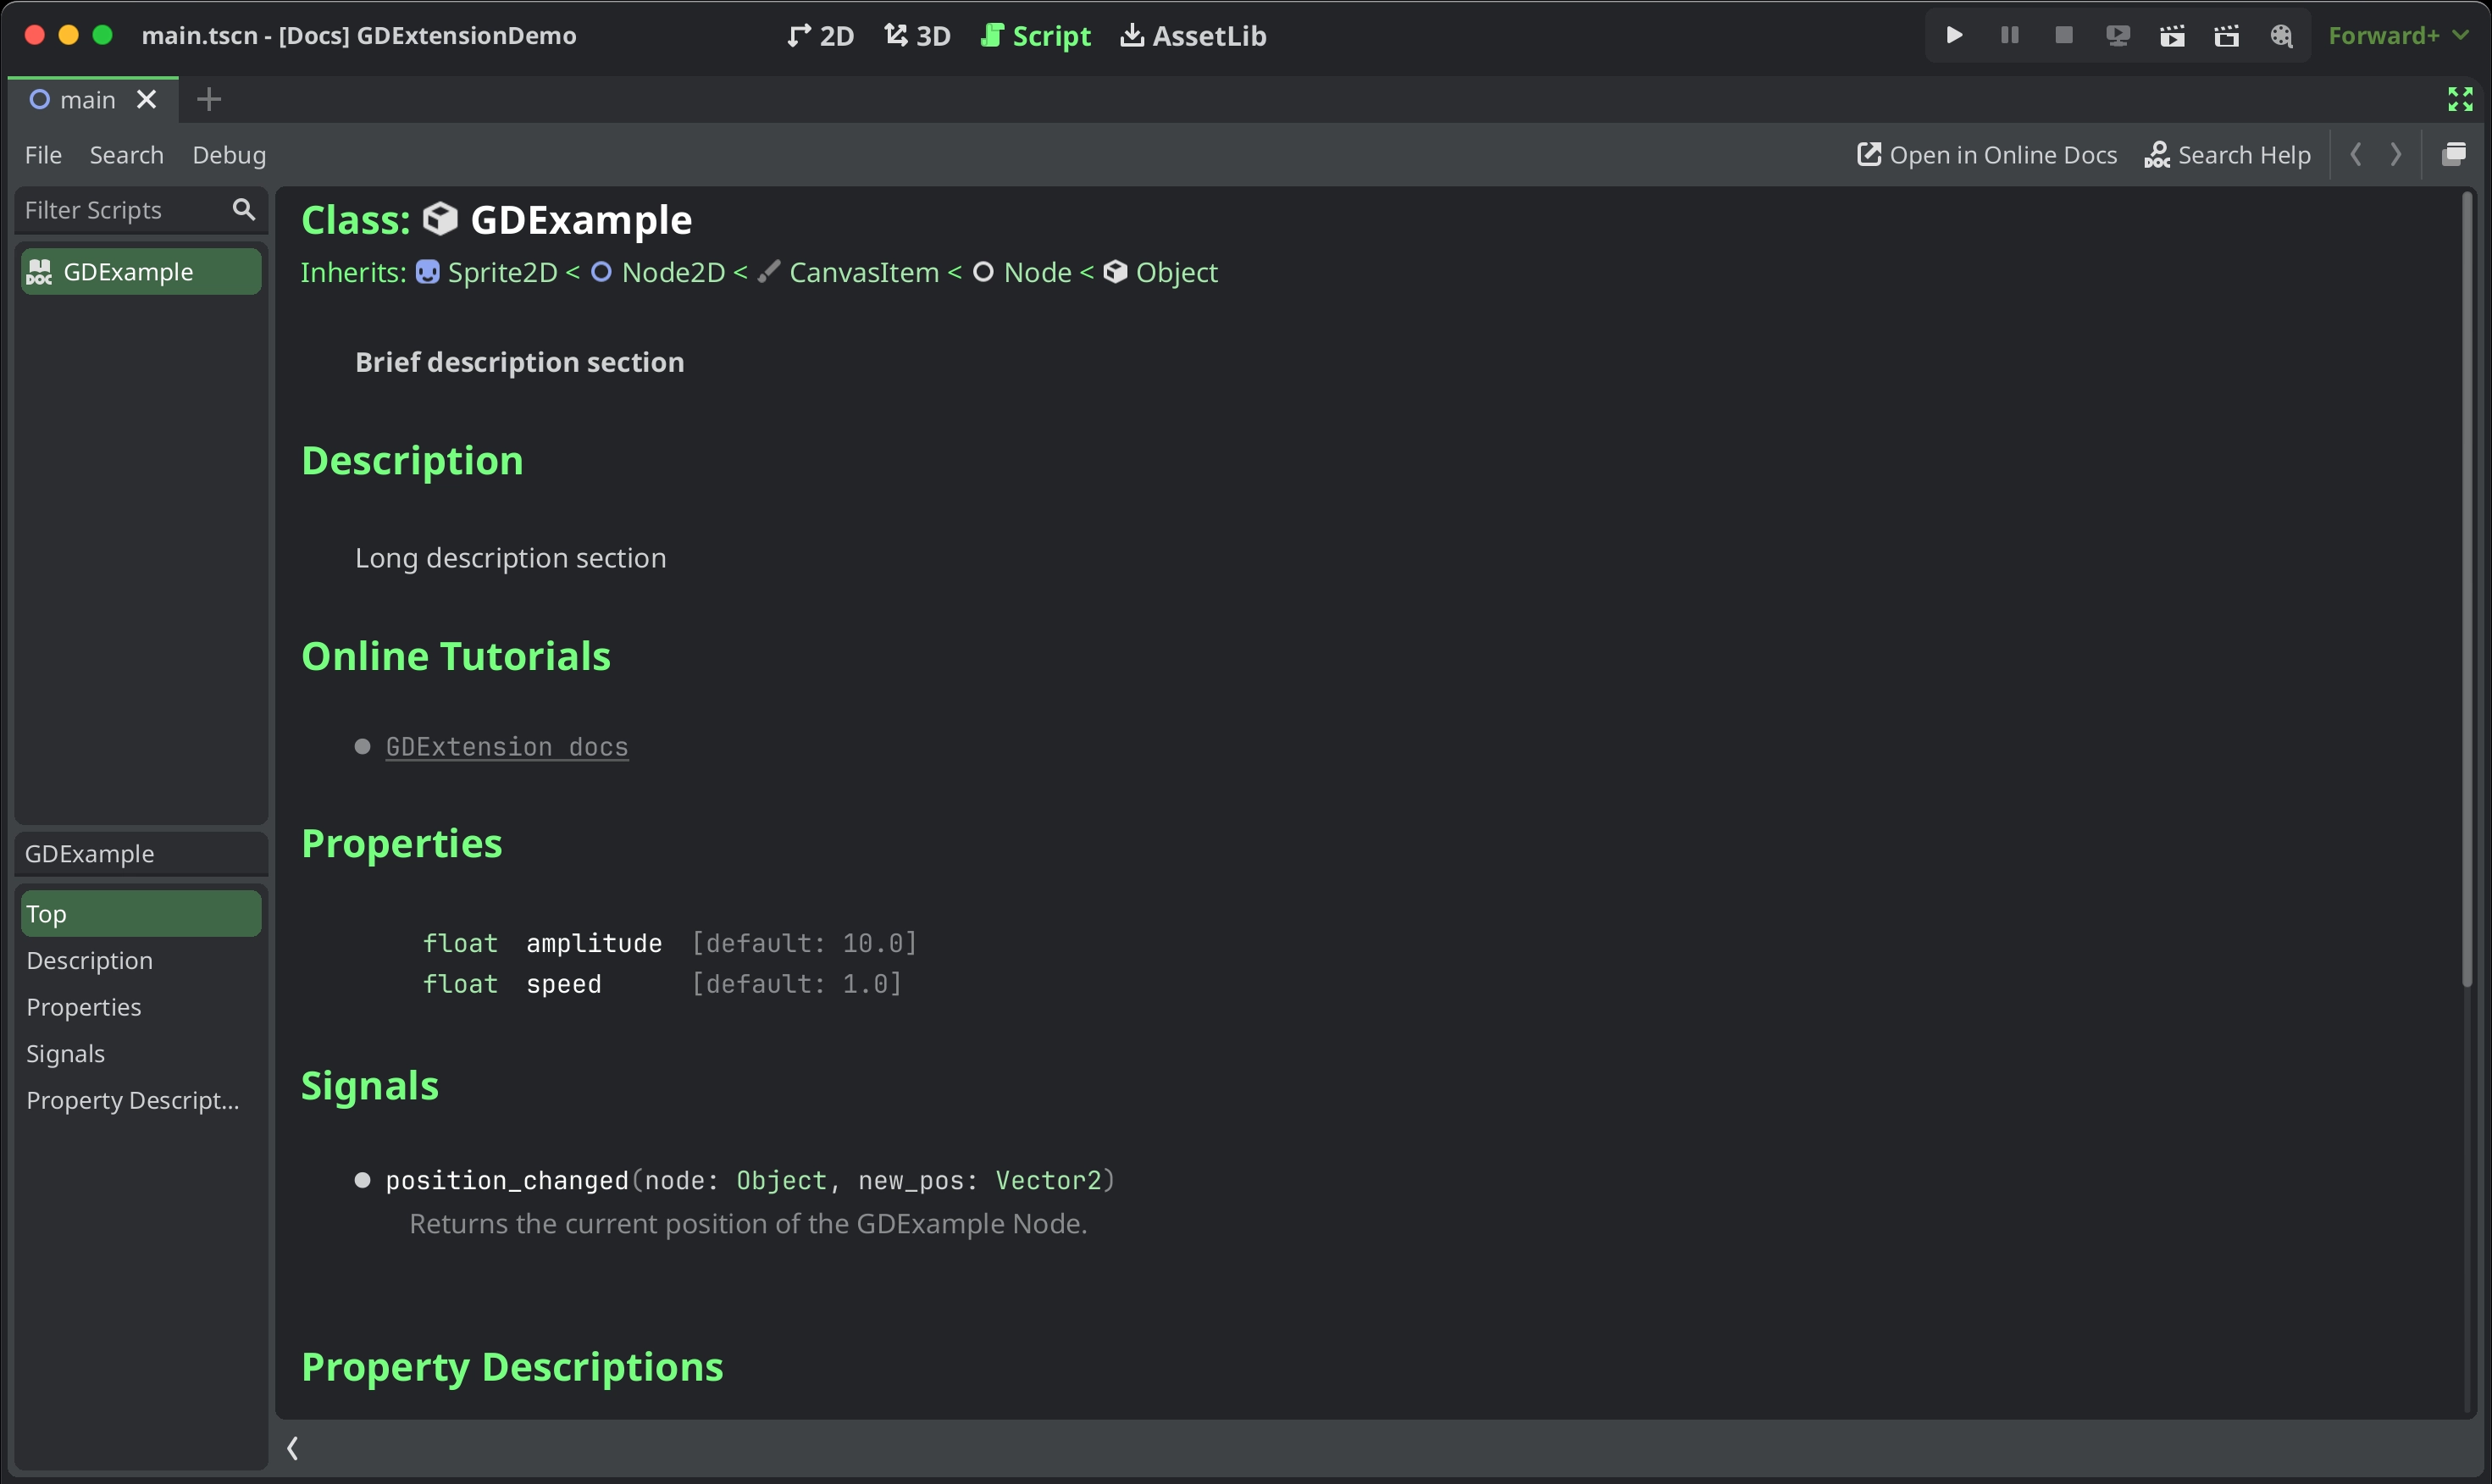 main.tscn - [Docs] GDExtensionDemo
2D 3D Script AssetLib
Forward+
main
File Search Debug
Open in Online Docs DOC Search Help
Filter Scripts
DOC GDExample
Class: GDExample
Inherits: Sprite2D < Node2D < CanvasItem < Node < Object
Brief description section
Description
Long description section
Online Tutorials
GDExtension docs
Properties
float amplitude [default: 10.0]
float speed [default: 1.0]
Signals
position_changed(node: Object, new_pos: Vector2)
Returns the current position of the GDExample Node.
Property Descriptions
GDExample
Top
Description
Properties
Signals
Property Descript...